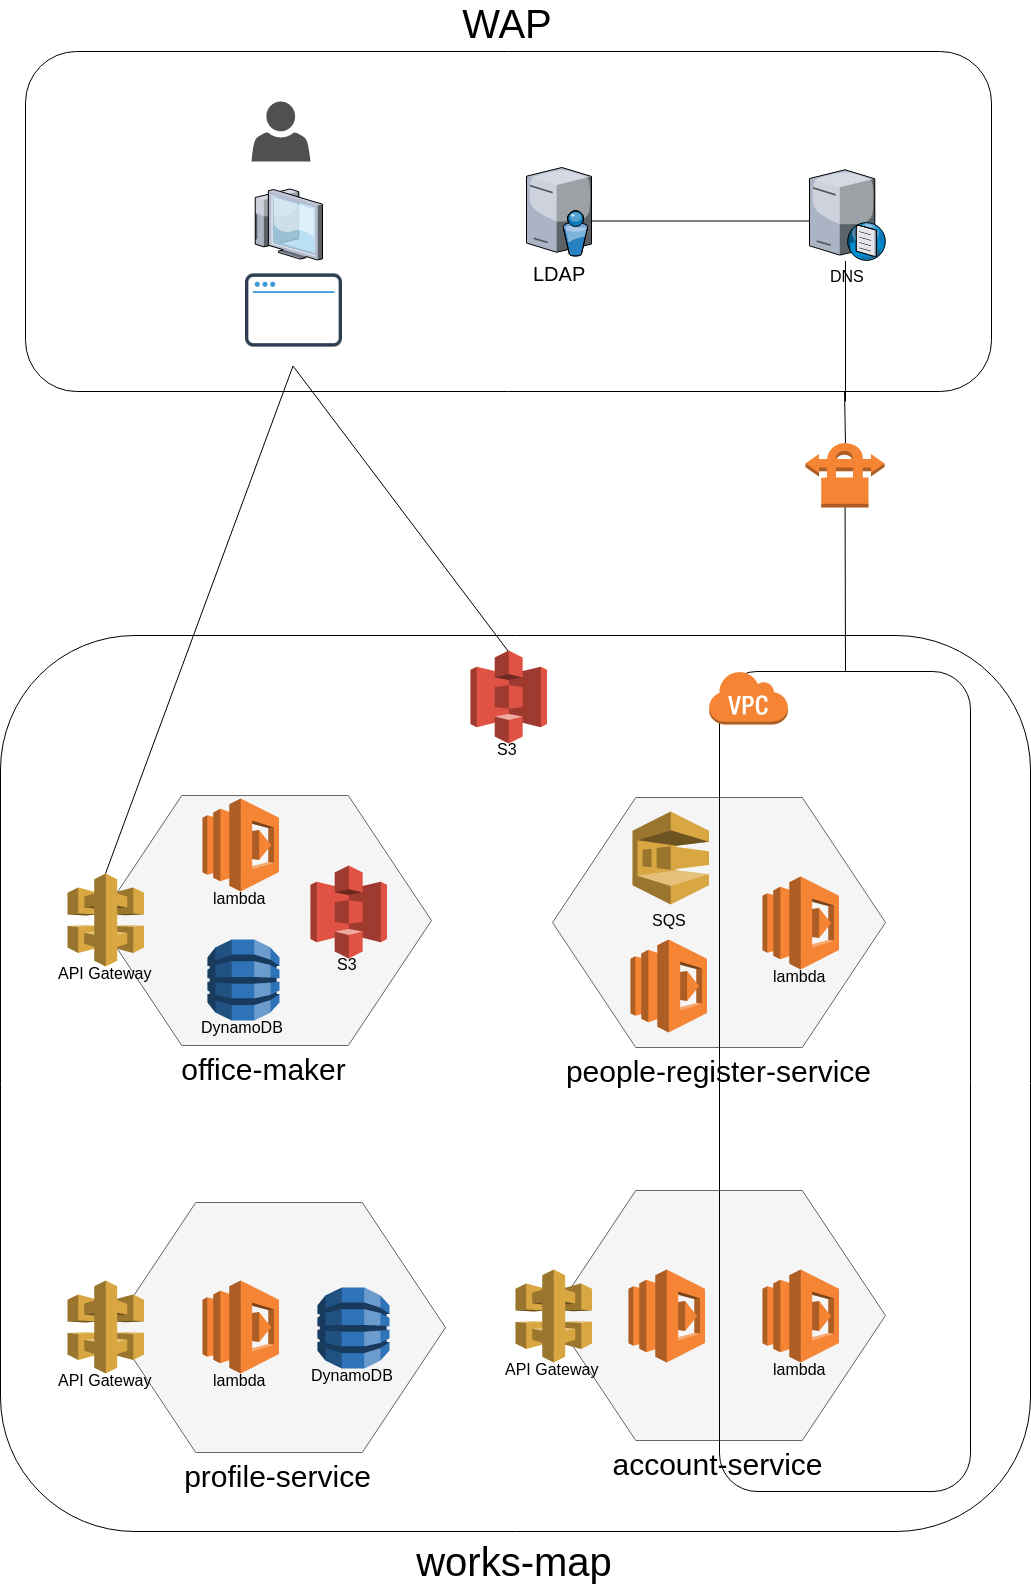 WAP
LDAP
DNS
VPC
S3
lambda
S3
API Gateway
DynamoDB
office-maker
SQS
lambda
people-register-service
API Gateway
lambda
DynamoDB
profile-service
API Gateway
lambda
account-service
works-map